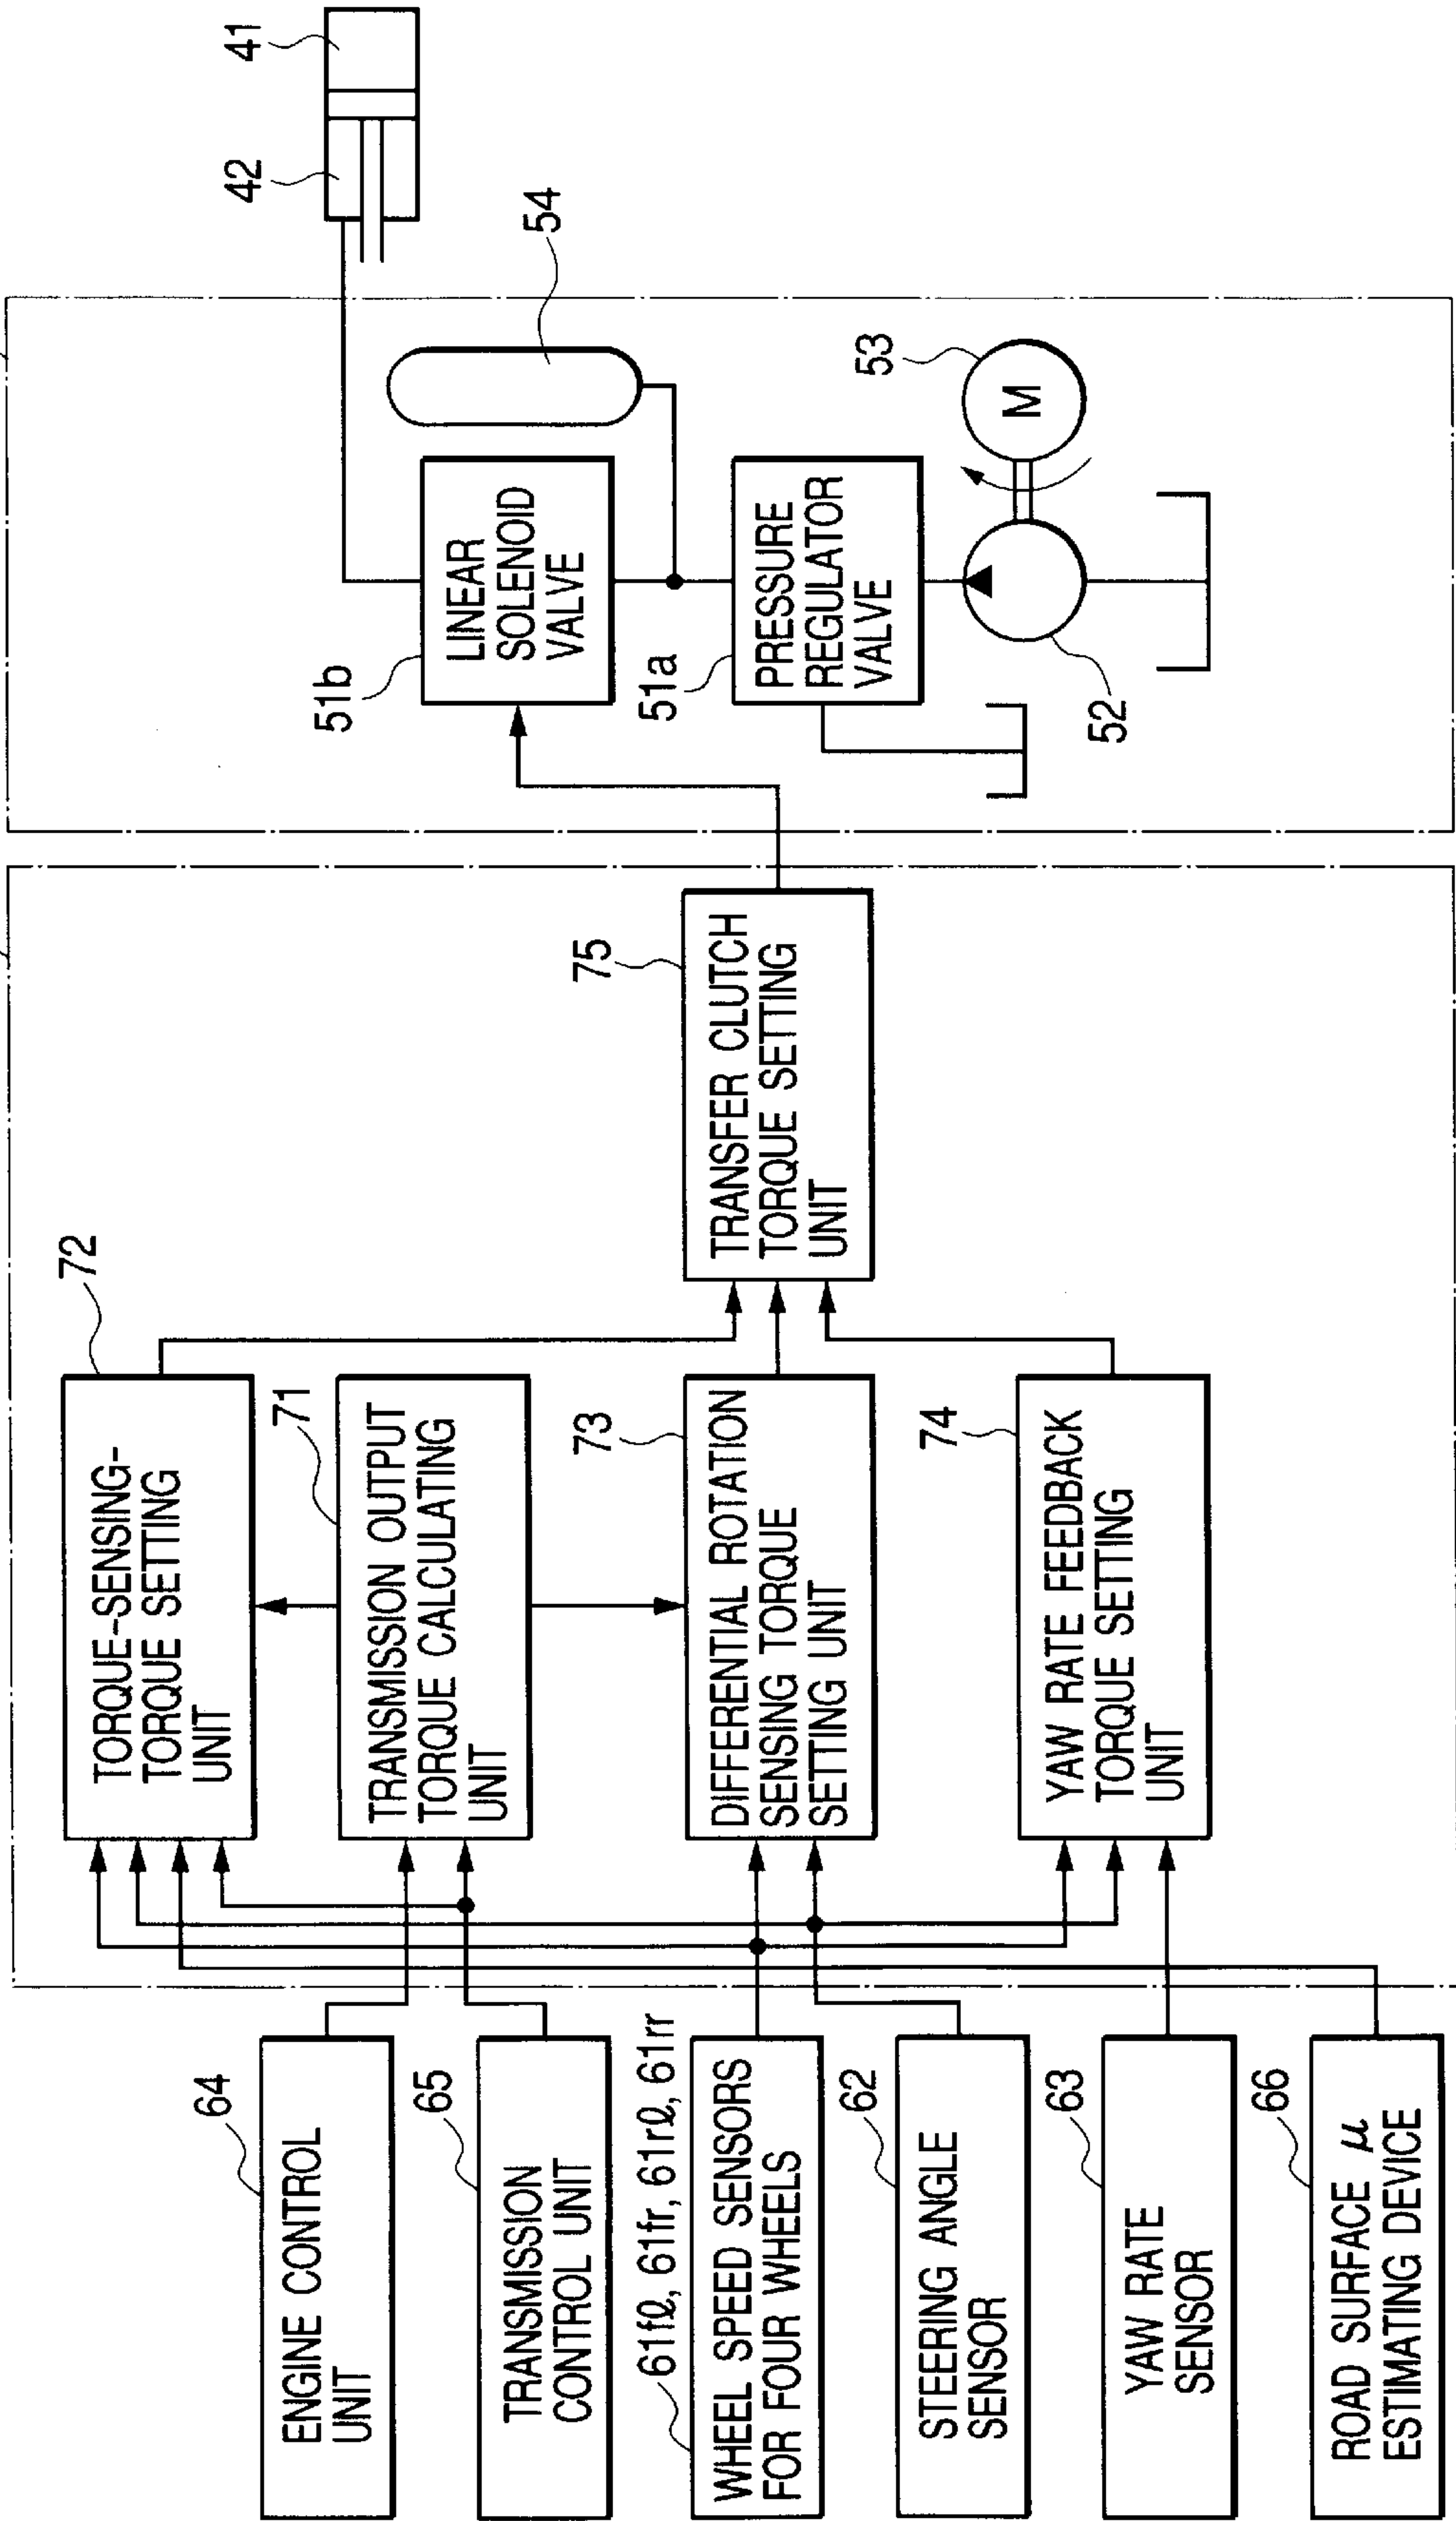 64
ENGINE CONTROL
UNIT
65
TRANSMISSION
CONTROL UNIT
61fℓ, 61fr, 61rℓ, 61rr
WHEEL SPEED SENSORS
FOR FOUR WHEELS
62
STEERING ANGLE
SENSOR
63
YAW RATE
SENSOR
66
ROAD SURFACE μ
ESTIMATING DEVICE
72
TORQUE-SENSING-
TORQUE SETTING
UNIT
71
TRANSMISSION OUTPUT
TORQUE CALCULATING
UNIT
73
DIFFERENTIAL ROTATION
SENSING TORQUE
SETTING UNIT
74
YAW RATE FEEDBACK
TORQUE SETTING
UNIT
75
TRANSFER CLUTCH
TORQUE SETTING
UNIT
51b
LINEAR
SOLENOID
VALVE
51a
PRESSURE
REGULATOR
VALVE
52
53
M
54
42
41